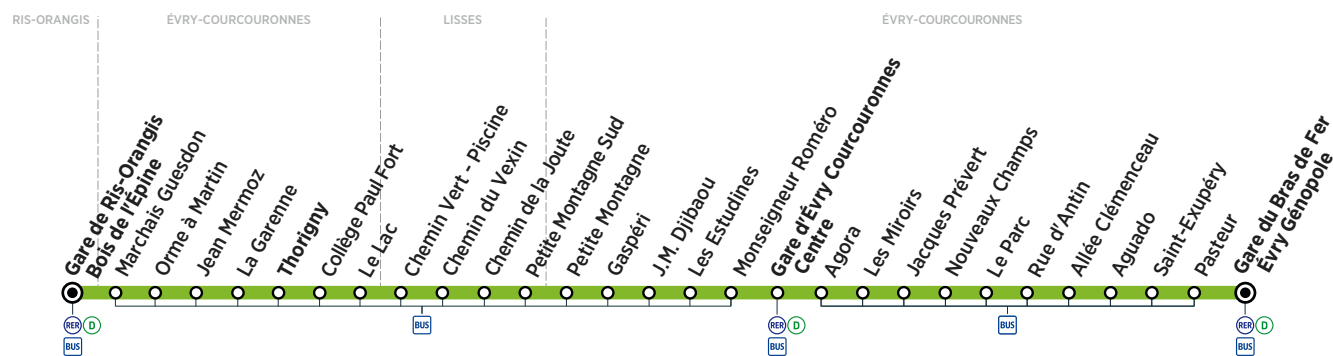 RIS-ORANGIS
ÉVRY-COURCOURONNES
LISSES
ÉVRY-COURCOURONNES
Gare de Ris-Orangis
Bois de l'Épine
Marchais Guesdon
Orme à Martin
Jean Mermoz
La Garenne
Thorigny
Collège Paul Fort
Le Lac
Chemin Vert - Piscine
Chemin du Vexin
Chemin de la Joute
Petite Montagne Sud
Petite Montagne
Gaspéri
J.M. Djibaou
Les Estudines
Monseigneur Roméro
Gare d'Évry Courcouronnes
Centre
Agora
Les Miroirs
Jacques Prévert
Nouveaux Champs
Le Parc
Rue d'Antin
Allée Clémenceau
Aguado
Saint-Exupéry
Pasteur
Gare du Bras de Fer
Évry Génopole
RER D
BUS
BUS
RER D
BUS
BUS
RER D
BUS